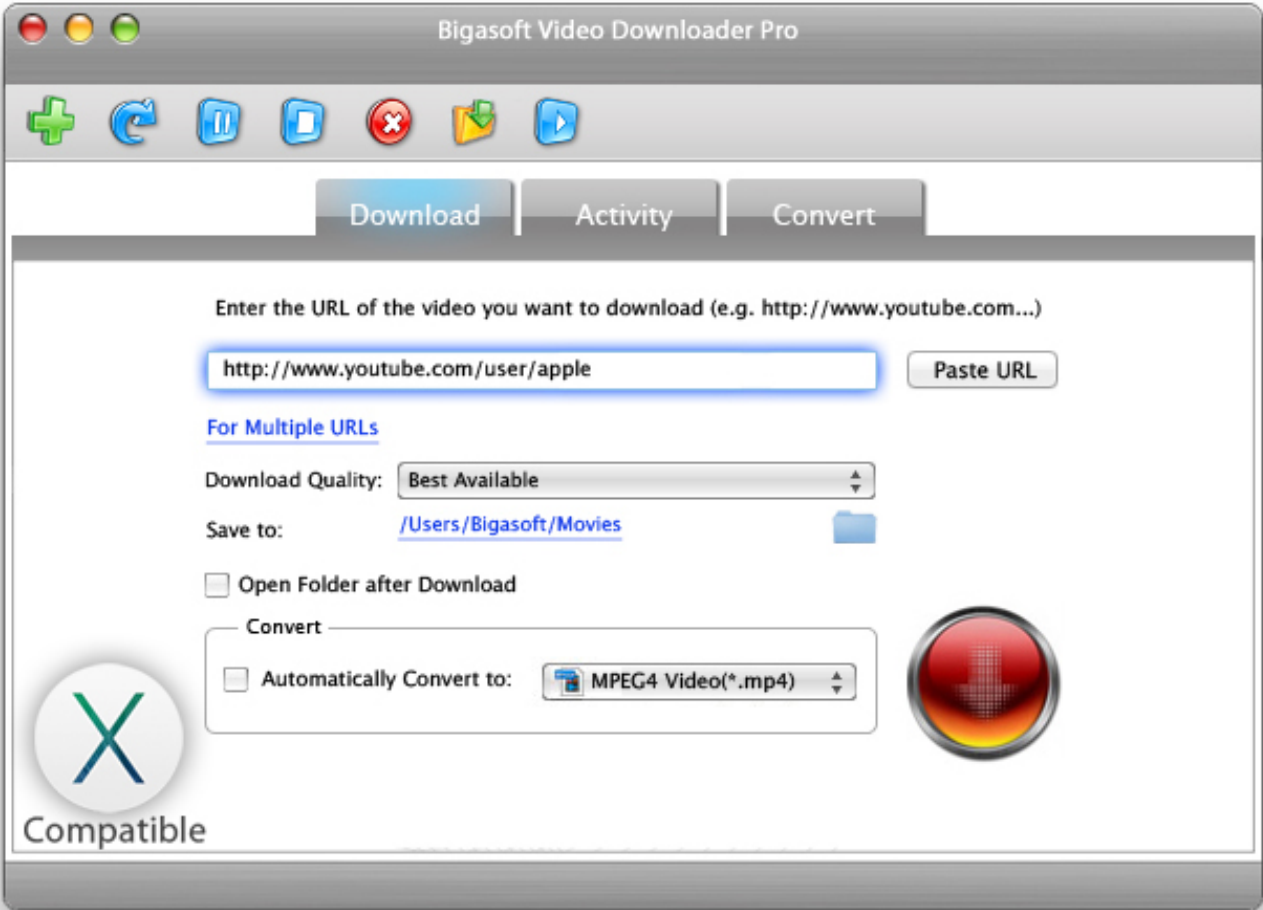 Bigasoft Video Downloader Pro
Download
Activity
Convert
Enter the URL of the video you want to download (e.g. http://www.youtube.com...)
http://www.youtube.com/user/apple
Paste URL
For Multiple URLs
Download Quality:
Best Available
Save to:
/Users/Bigasoft/Movies
Open Folder after Download
Convert
Automatically Convert to:
MPEG4 Video(*.mp4)
X
Compatible